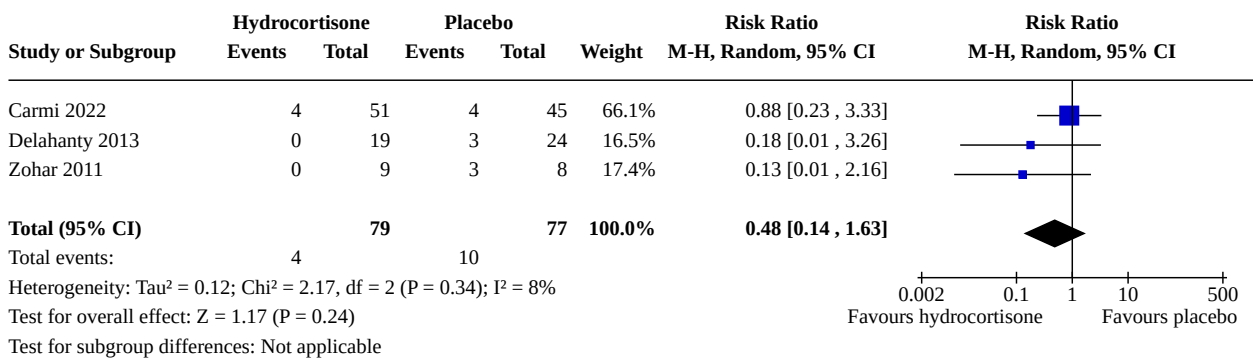 Hydrocortisone Placebo Risk Ratio Risk Ratio
Study or Subgroup Events Total Events Total Weight M-H, Random, 95% CI M-H, Random, 95% CI
Carmi 2022 4 51 4 45 66.1% 0.88 [0.23 , 3.33]
Delahanty 2013 0 19 3 24 16.5% 0.18 [0.01 , 3.26]
Zohar 2011 0 9 3 8 17.4% 0.13 [0.01 , 2.16]
Total (95% CI) 79 77 100.0% 0.48 [0.14 , 1.63]
Total events: 4 10
Heterogeneity: Tau² = 0.12; Chi² = 2.17, df = 2 (P = 0.34); I² = 8%
0.002 0.1 1 10 500
Test for overall effect: Z = 1.17 (P = 0.24) Favours hydrocortisone Favours placebo
Test for subgroup differences: Not applicable